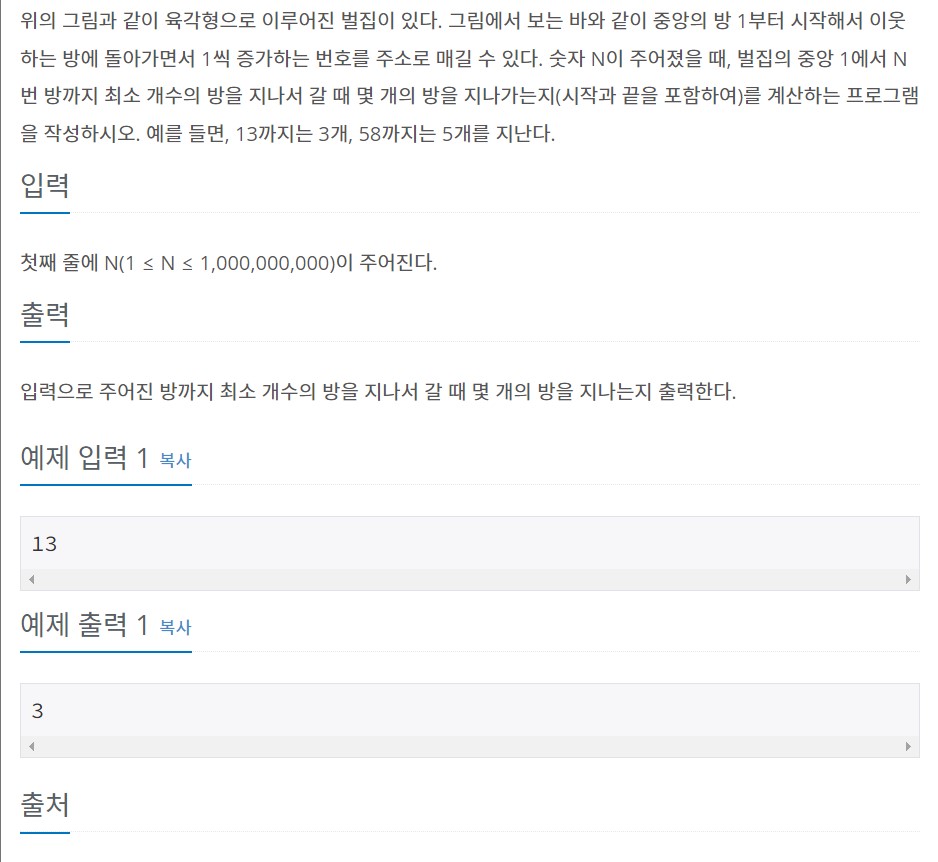 위의 그림과 같이 육각형으로 이루어진 벌집이 있다. 그림에서 보는 바와 같이 중앙의 방 1부터 시작해서 이웃
하는 방에 돌아가면서 1씩 증가하는 번호를 주소로 매길 수 있다. 숫자 N이 주어졌을 때, 벌집의 중앙 1에서 N
번 방까지 최소 개수의 방을 지나서 갈 때 몇 개의 방을 지나가는지(시작과 끝을 포함하여)를 계산하는 프로그램
을 작성하시오. 예를 들면, 13까지는 3개, 58까지는 5개를 지난다.
입력
첫째 줄에 N(1 ≤ N ≤ 1,000,000,000)이 주어진다.
출력
입력으로 주어진 방까지 최소 개수의 방을 지나서 갈 때 몇 개의 방을 지나는지 출력한다.
예제 입력 1 복사
13
예제 출력 1 복사
3
출처